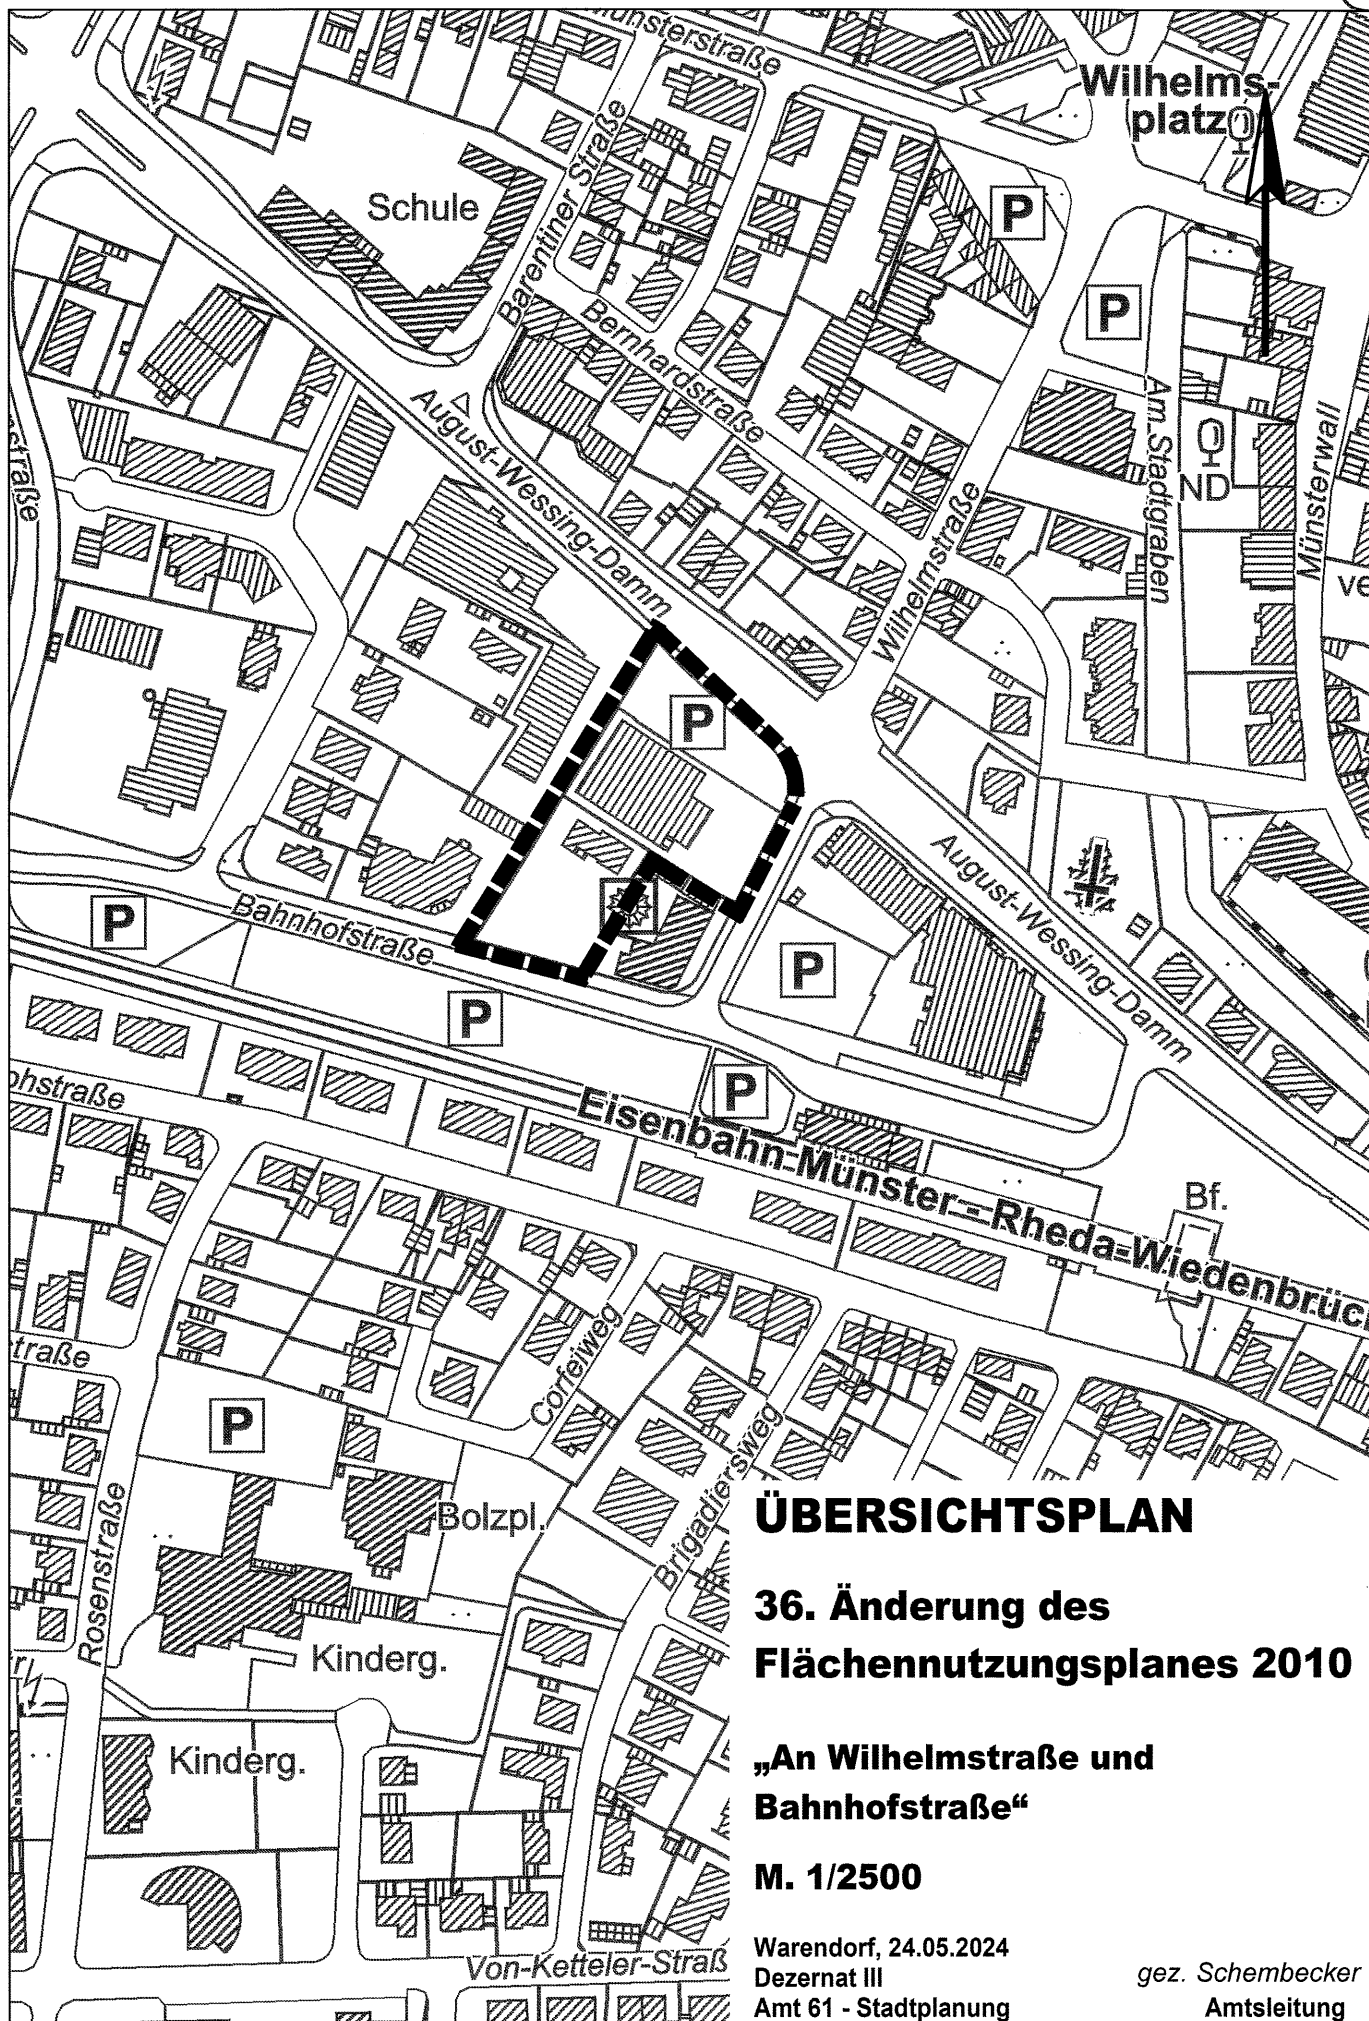 Münsterstraße
Wilhelms-
platz
Schule
Barentiner Straße
P
P
Bernhardstraße
August-Wessing-Damm
Am Stadtgraben
ND
Münsterwall
Wilhelmstraße
P
August-Wessing-Damm
P
Bahnhofstraße
P
P
P
Eisenbahn Münster - Rheda-Wiedenbrüc
Bf.
traße
Corfeiweg
P
Brigadiersweg
Bolzpl.
Rosenstraße
Kinderg.
Kinderg.
Von-Ketteler-Straß
ÜBERSICHTSPLAN
36. Änderung des
Flächennutzungsplanes 2010
„An Wilhelmstraße und
Bahnhofstraße“
M. 1/2500
Warendorf, 24.05.2024
Dezernat III
Amt 61 - Stadtplanung
gez. Schembecker
Amtsleitung